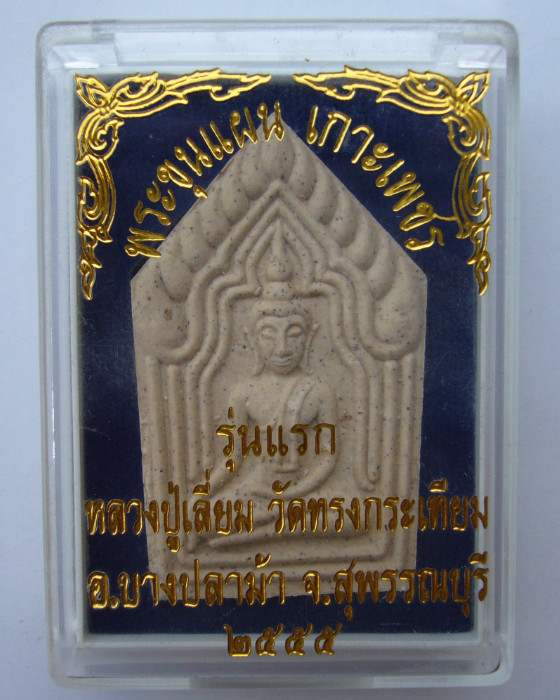 พระขุนแผน เกาะเพชร
รุ่นแรก
หลวงปู่เลี่ยม วัดทรงกระเทียม
อ.บางปลาม้า จ.สุพรรณบุรี
๒๕๕๕